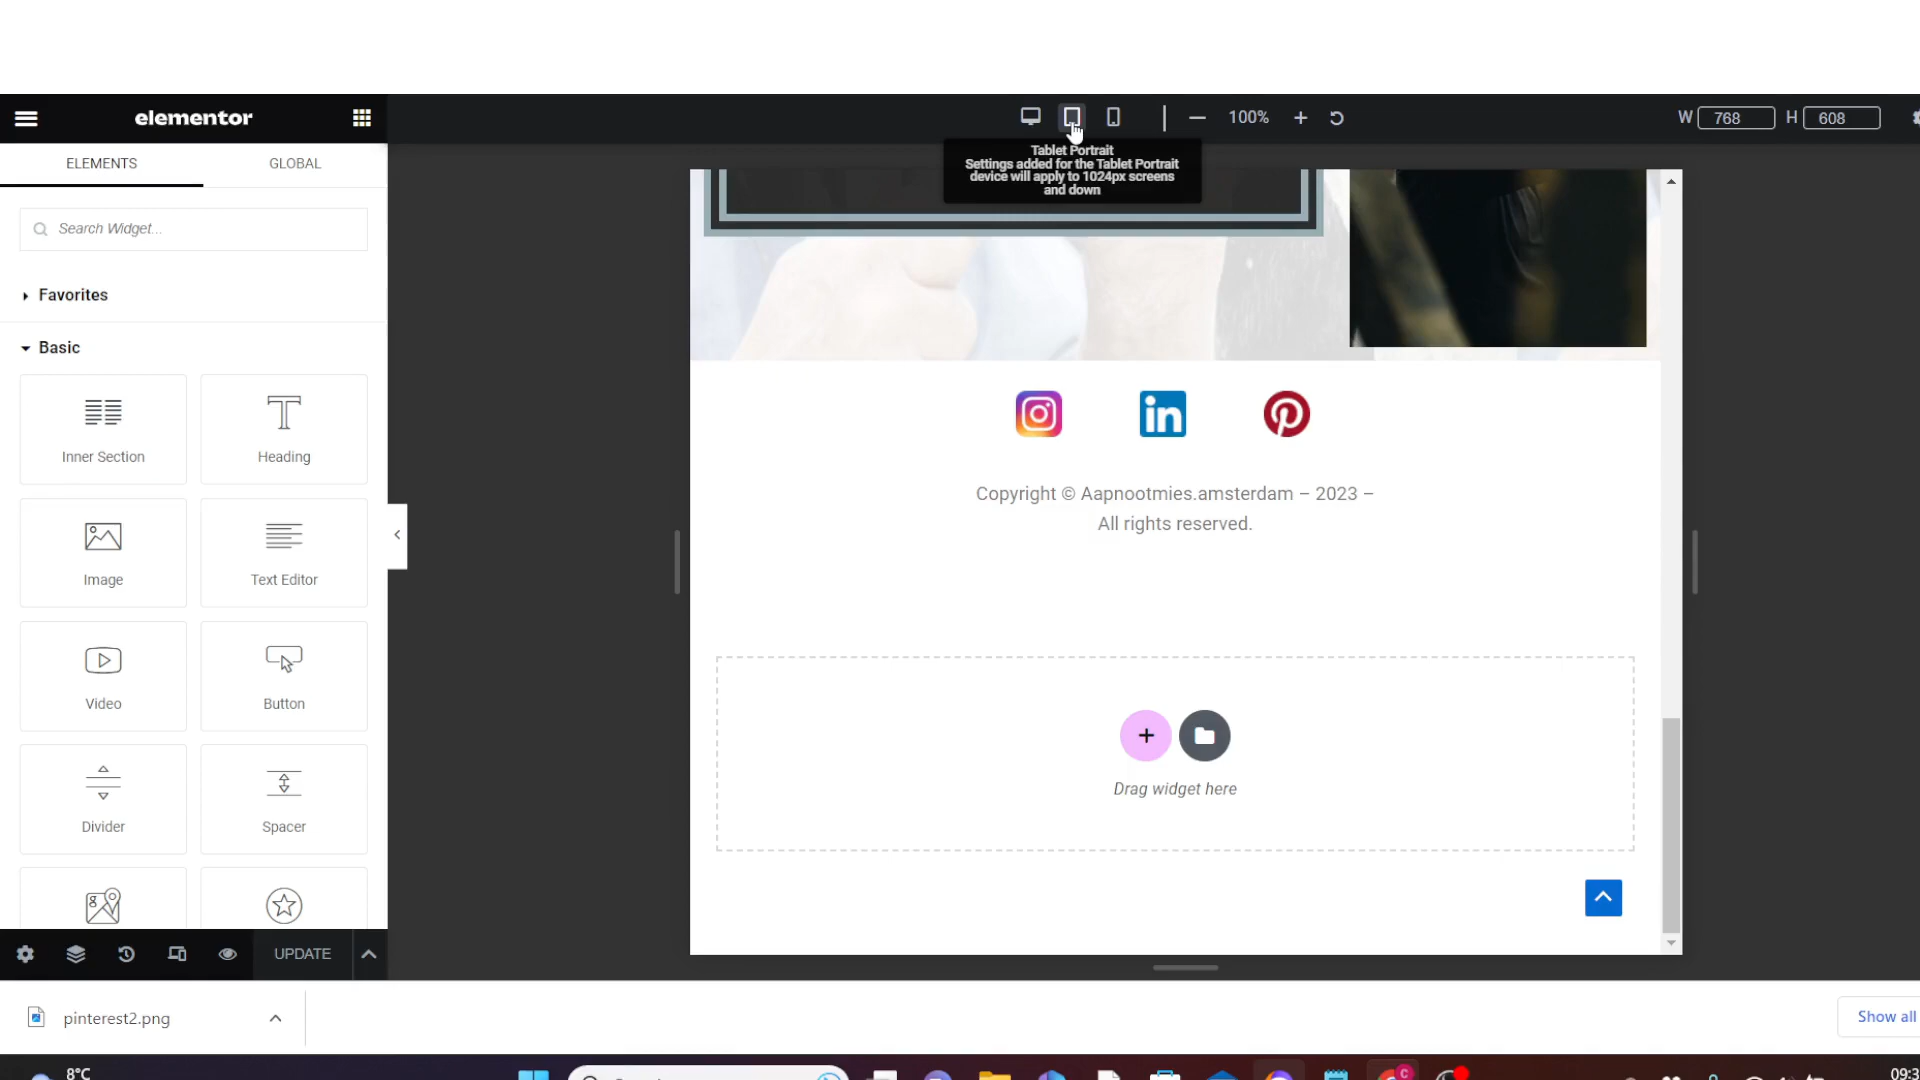 elementor
100%
W 768 H 608
ELEMENTS GLOBAL
Tablet Portrait
Settings added for the Tablet Portrait
device will apply to 1024px screens
and down
Search Widget...
Favorites
Basic
Inner Section Heading
Image Text Editor
Video Button
Divider Spacer
in
Copyright © Aapnootmies.amsterdam – 2023 –
All rights reserved.
Drag widget here
UPDATE
pinterest2.png
Show all
8°C
C